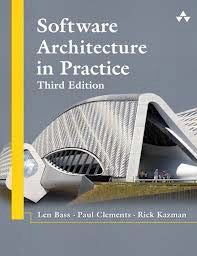 Software
Architecture
in Practice
Third Edition
Len Bass • Paul Clements • Rick Kazman